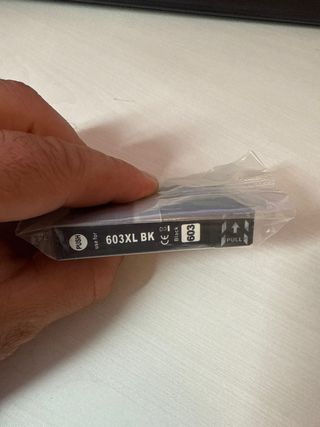 PUSH
use for
603XL BK
CE
Black
603
PULL